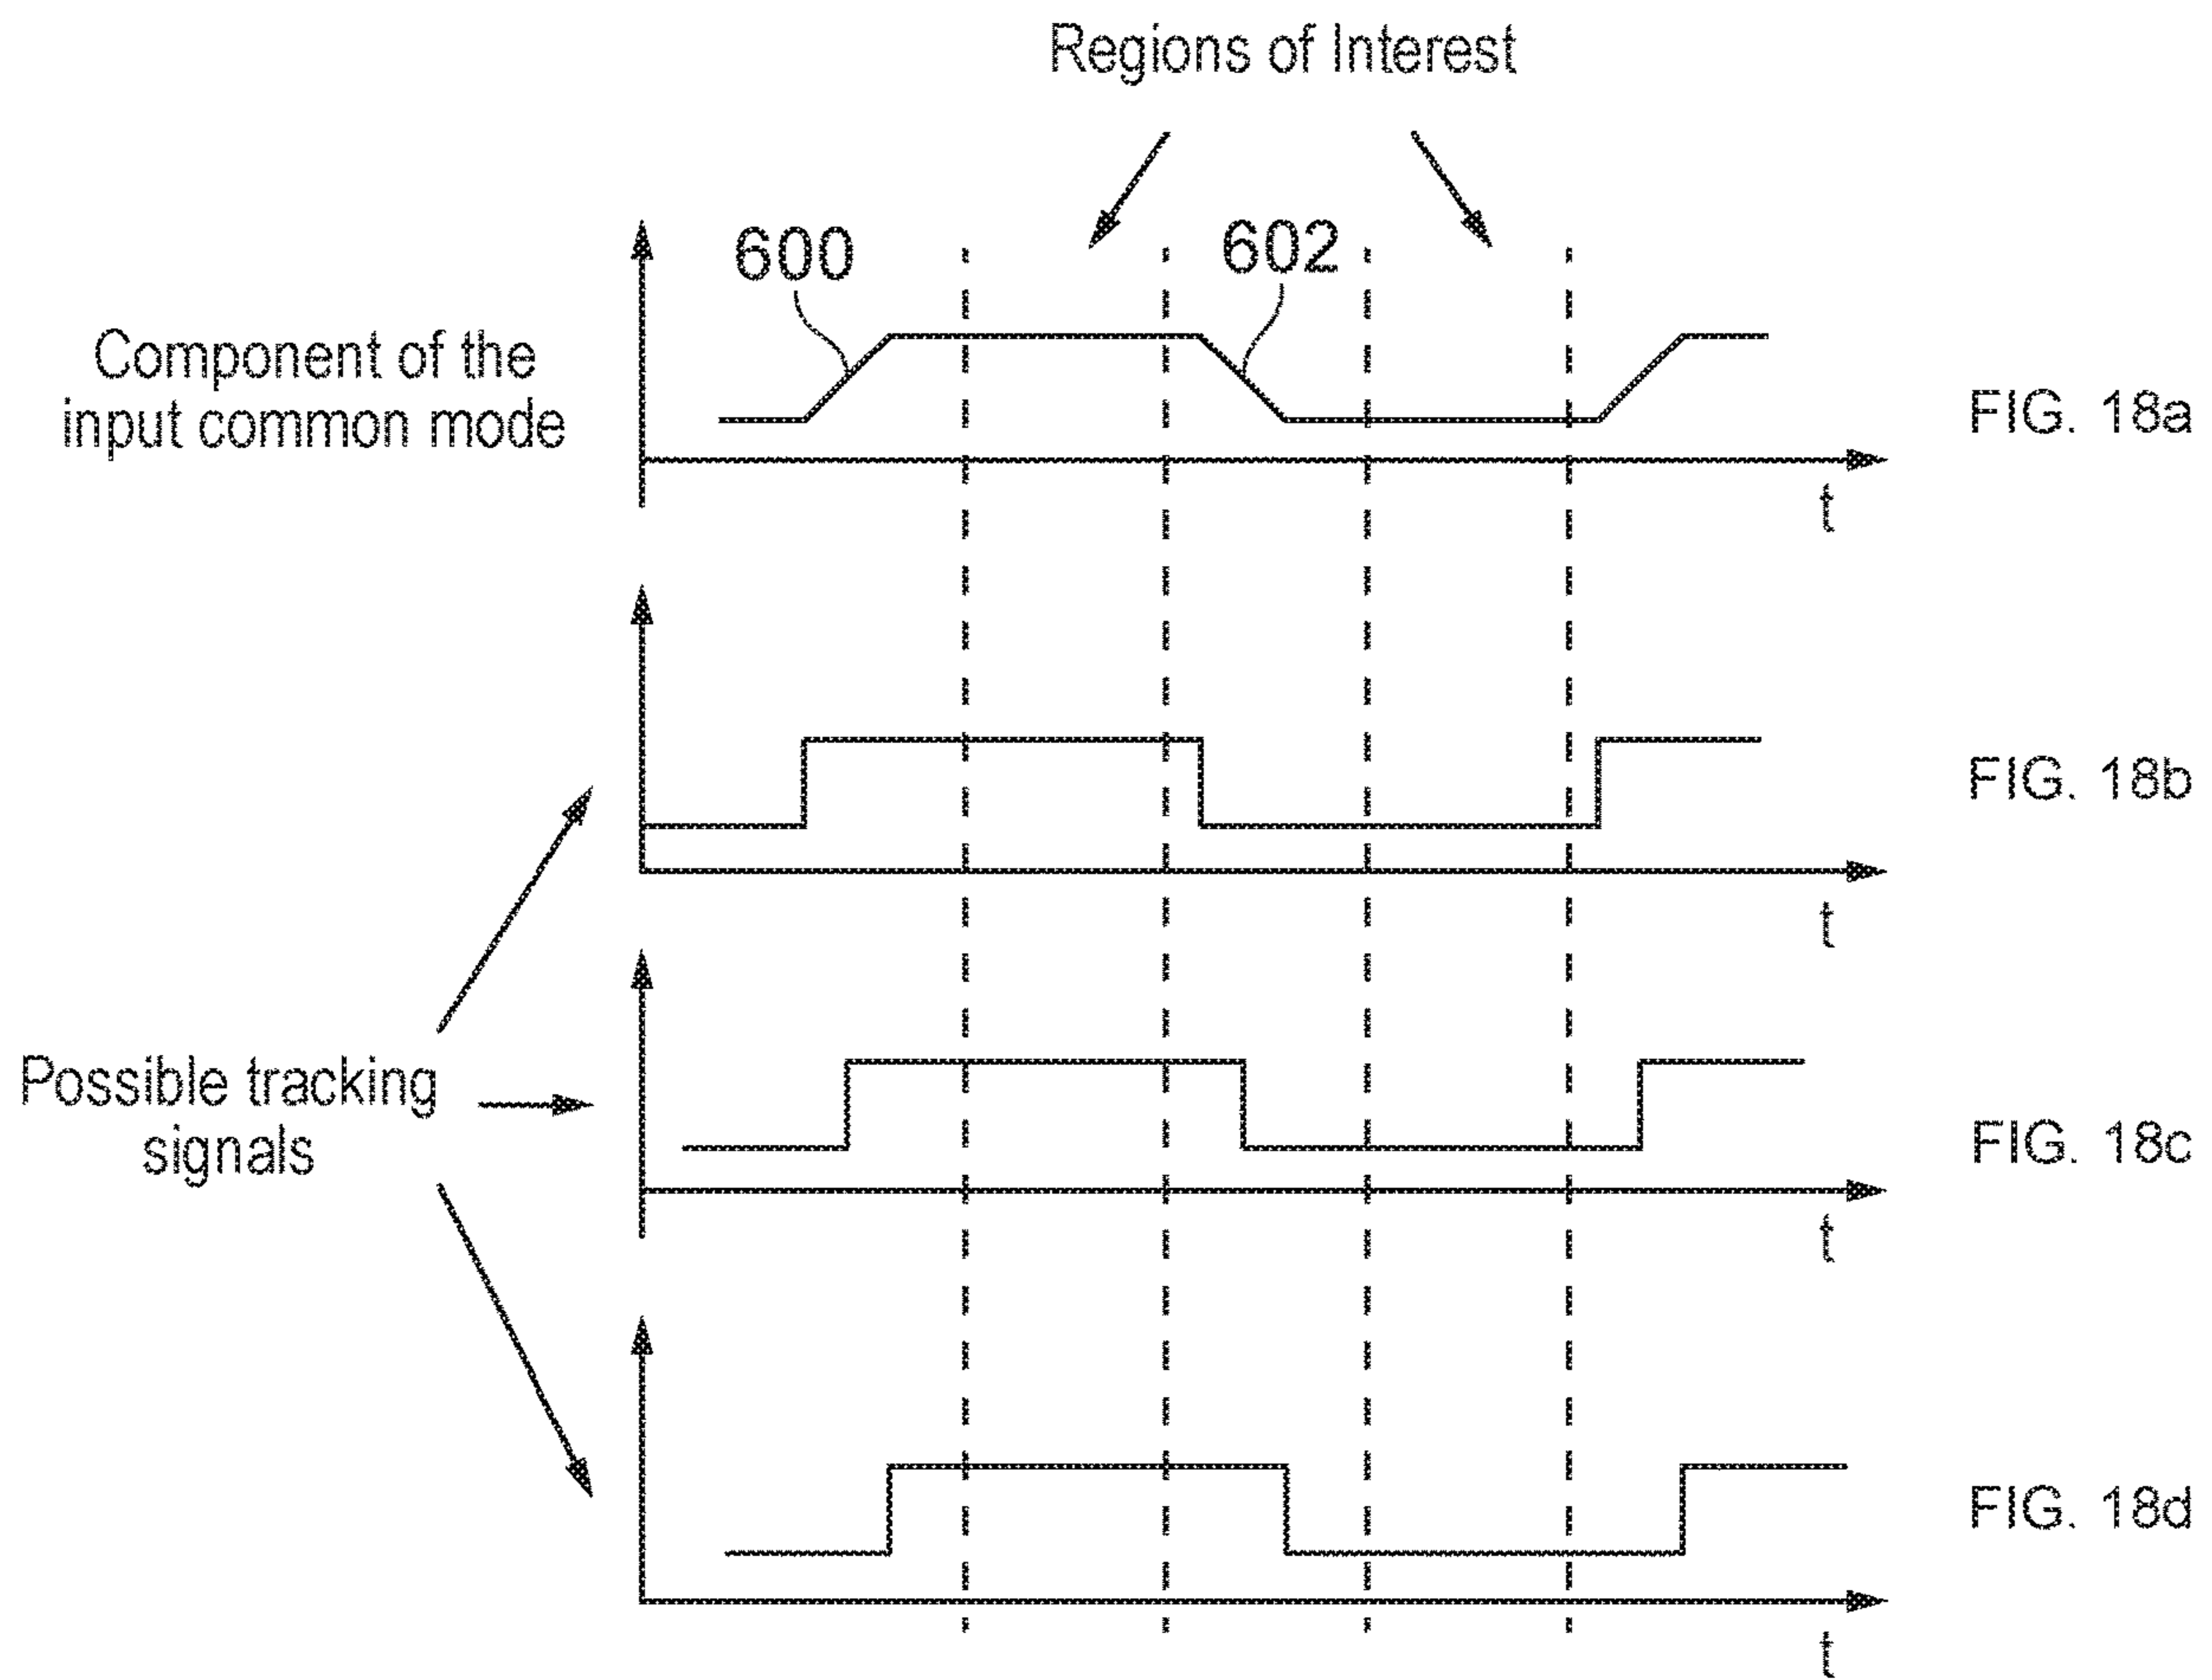 Regions of Interest
600
602
Component of the
input common mode
FIG. 18a
t
FIG. 18b
t
Possible tracking
signals
FIG. 18c
t
FIG. 18d
t